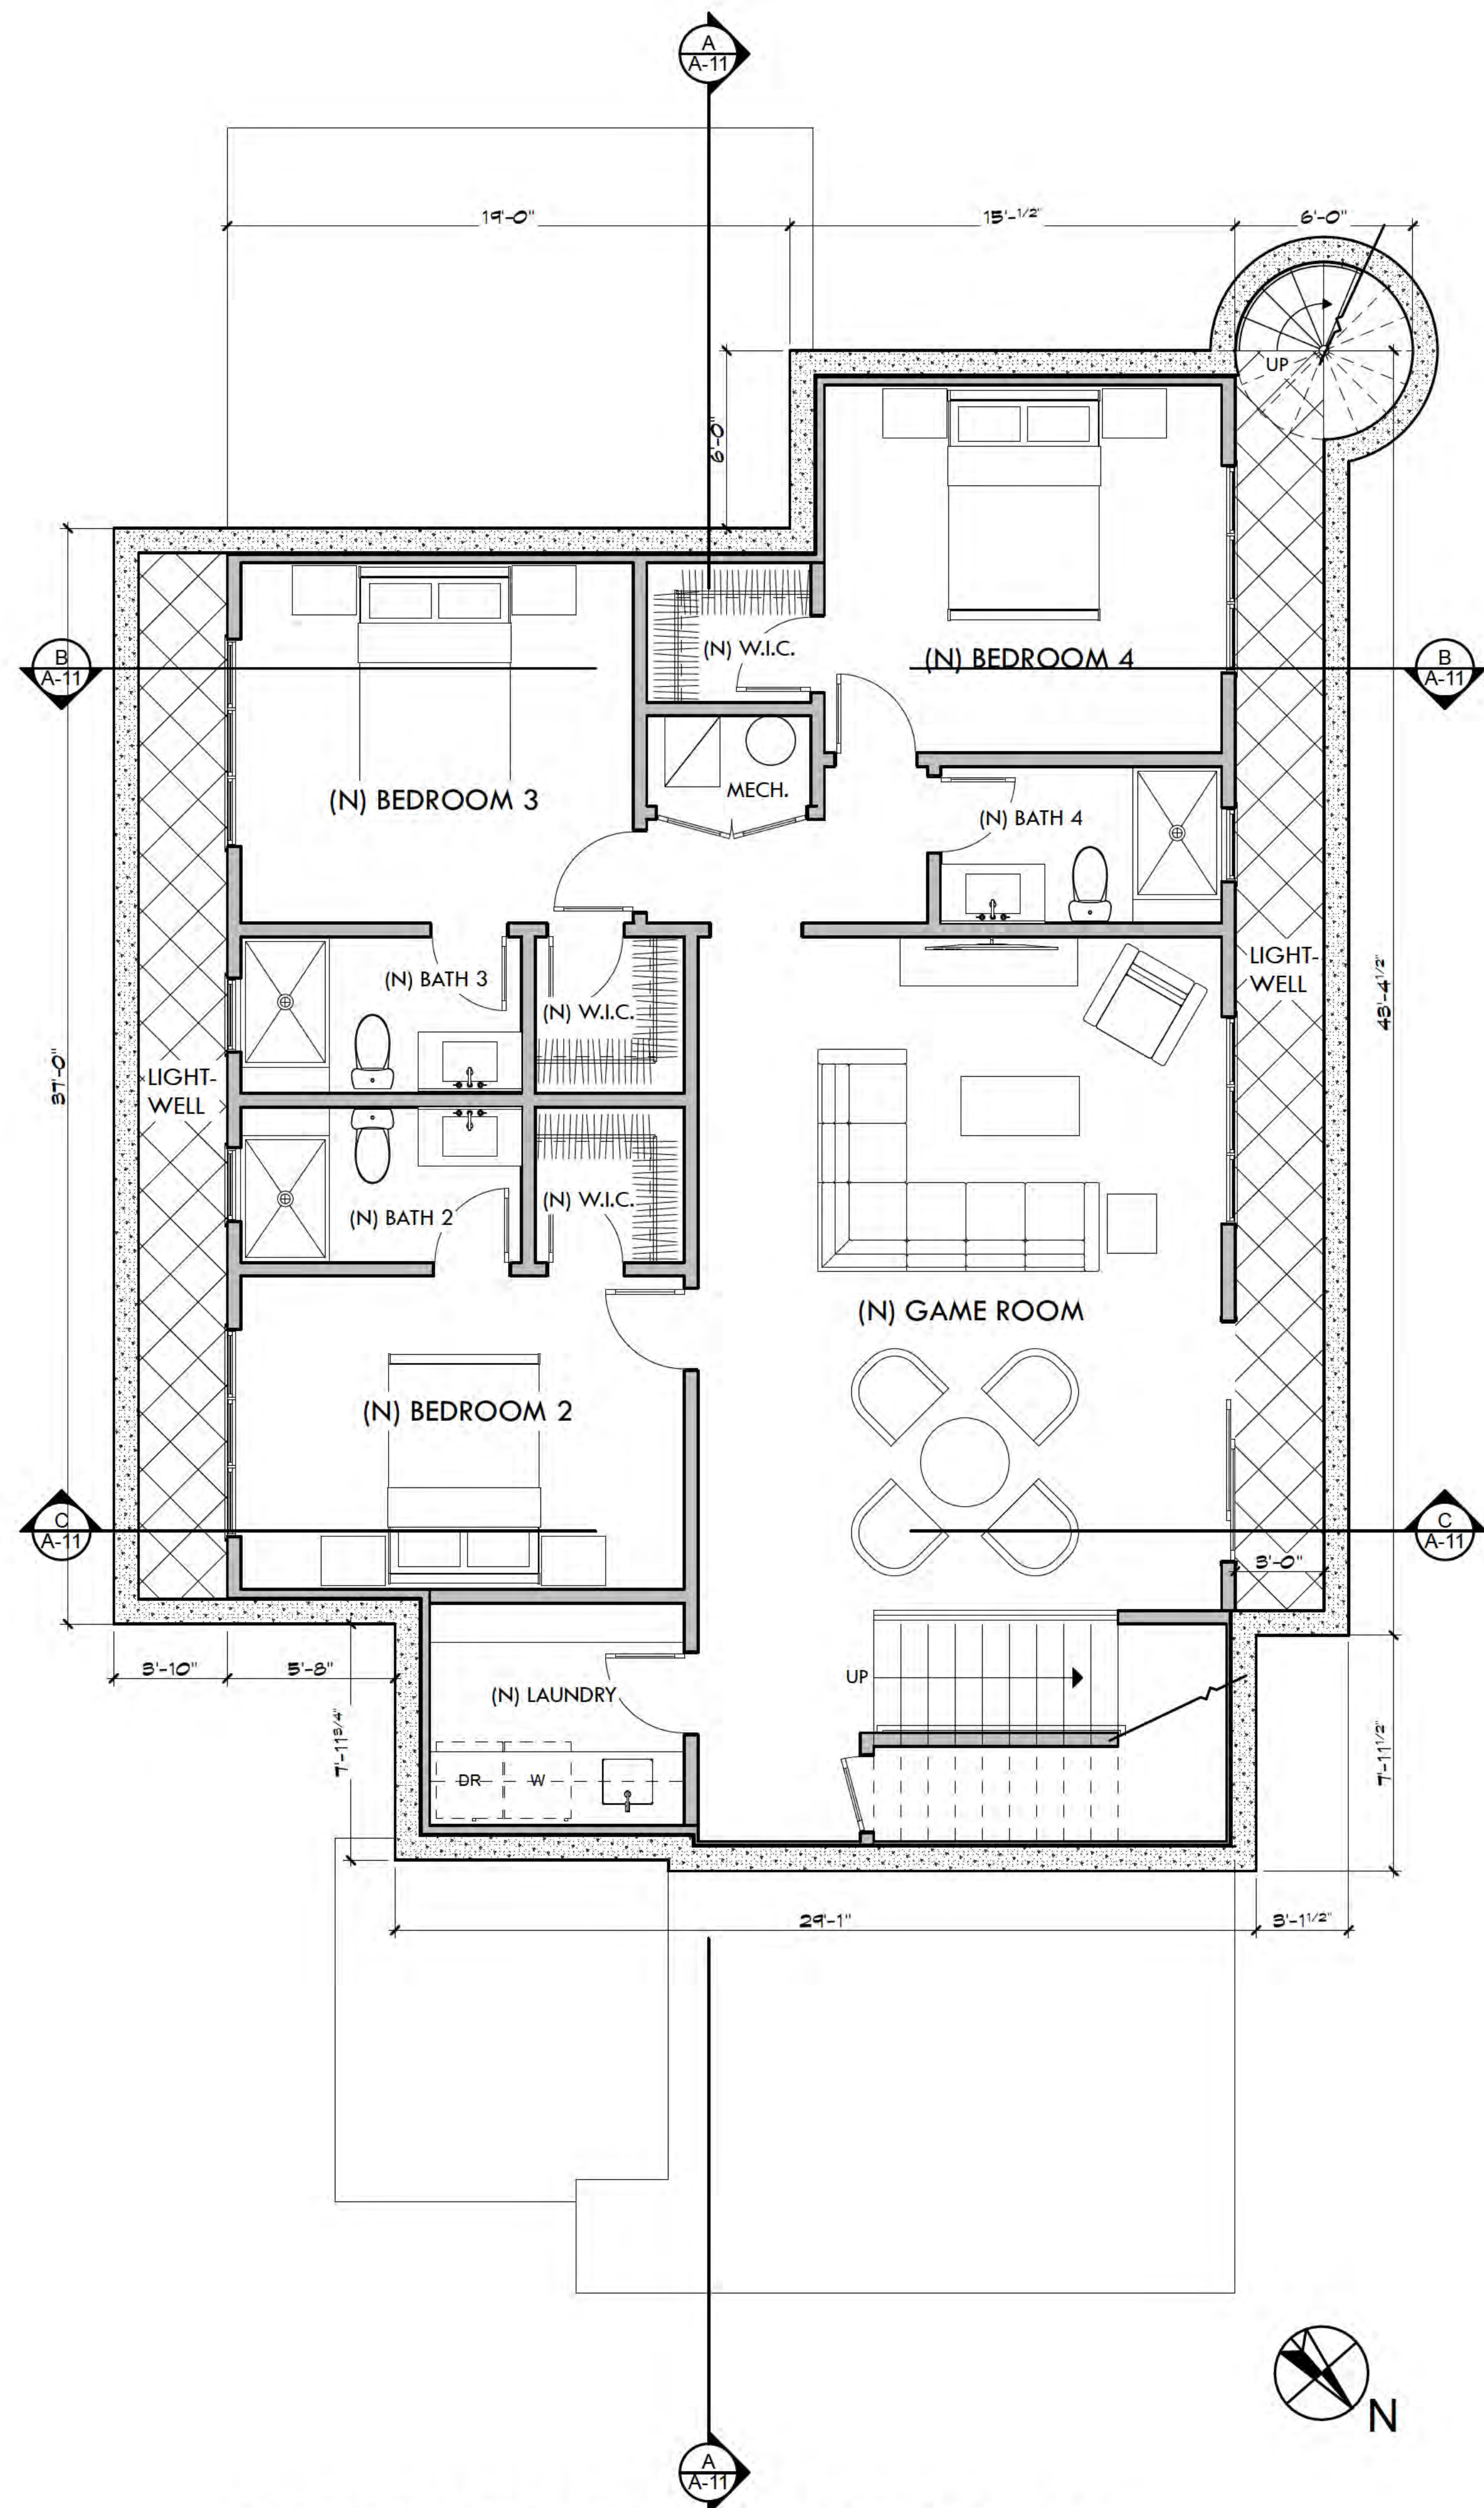 A
A-11
19'-0"
15'-1/2"
6'-0"
UP
6'-0"
(N) W.I.C.
(N) BEDROOM 4
B
A-11
B
A-11
MECH.
(N) BEDROOM 3
(N) BATH 4
(N) BATH 3
(N) W.I.C.
LIGHT-
WELL
43'-4 1/2"
37'-0"
LIGHT-
WELL
(N) W.I.C.
(N) BATH 2
(N) GAME ROOM
(N) BEDROOM 2
C
A-11
C
A-11
3'-0"
3'-10"
5'-8"
UP
(N) LAUNDRY
7'-11 3/4"
7'-11 1/2"
DR
W
29'-1"
3'-1 1/2"
N
A
A-11